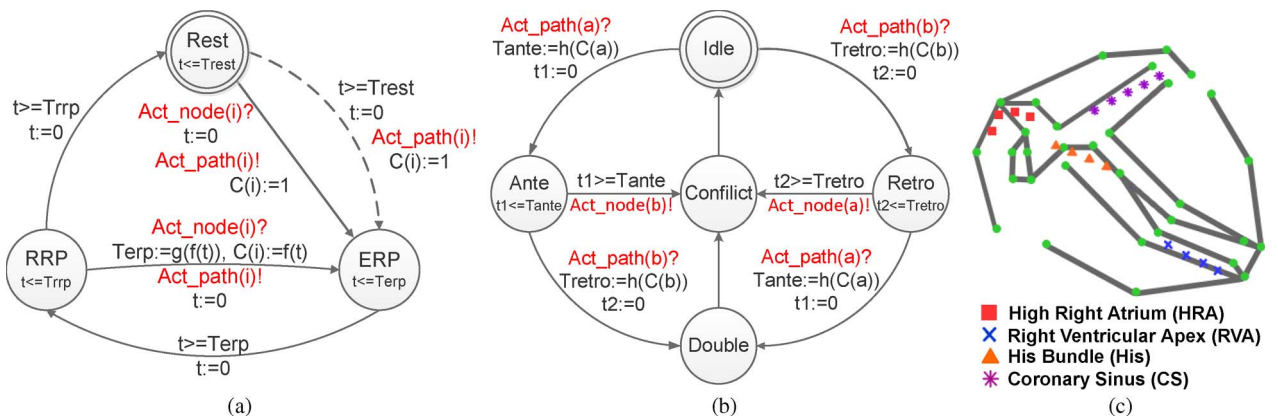 Rest
t<=Trest
t>=Trrp
t:=0
Act_node(i)?
t:=0
Act_path(i)!
C(i):=1
t>=Trest
t:=0
Act_path(i)!
C(i):=1
RRP
t<=Trrp
Act_node(i)?
Terp:=g(f(t)), C(i):=f(t)
Act_path(i)!
t:=0
ERP
t<=Terp
t>=Terp
t:=0
(a)
Act_path(a)?
Tante:=h(C(a))
t1:=0
Idle
Act_path(b)?
Tretro:=h(C(b))
t2:=0
Ante
t1<=Tante
t1>=Tante
Act_node(b)!
Confilict
t2>=Tretro
Act_node(a)!
Retro
t2<=Tretro
Act_path(b)?
Tretro:=h(C(b))
t2:=0
Act_path(a)?
Tante:=h(C(a))
t1:=0
Double
(b)
High Right Atrium (HRA)
Right Ventricular Apex (RVA)
His Bundle (His)
Coronary Sinus (CS)
(c)